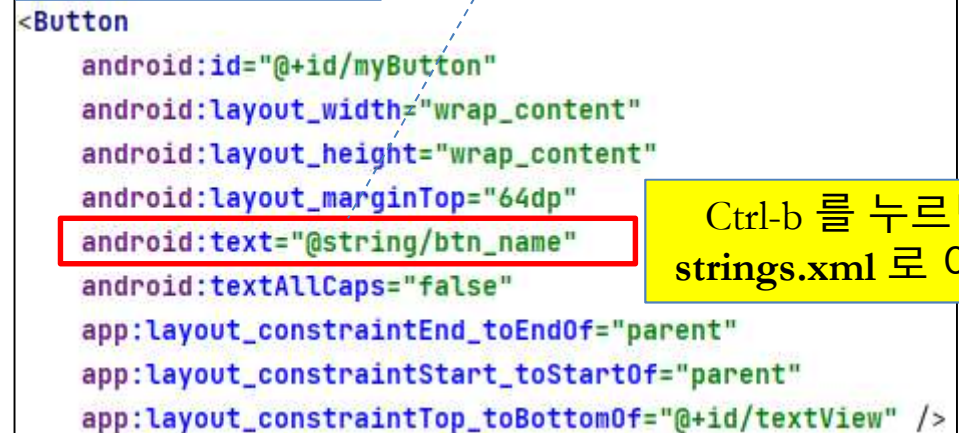 <Button
android:id="@+id/myButton"
android:layout_width="wrap_content"
android:layout_height="wrap_content"
android:layout_marginTop="64dp"
android:text="@string/btn_name"
android:textAllCaps="false"
app:layout_constraintEnd_toEndOf="parent"
app:layout_constraintStart_toStartOf="parent"
app:layout_constraintTop_toBottomOf="@+id/textView" />
Ctrl-b 를
strings.xml 로